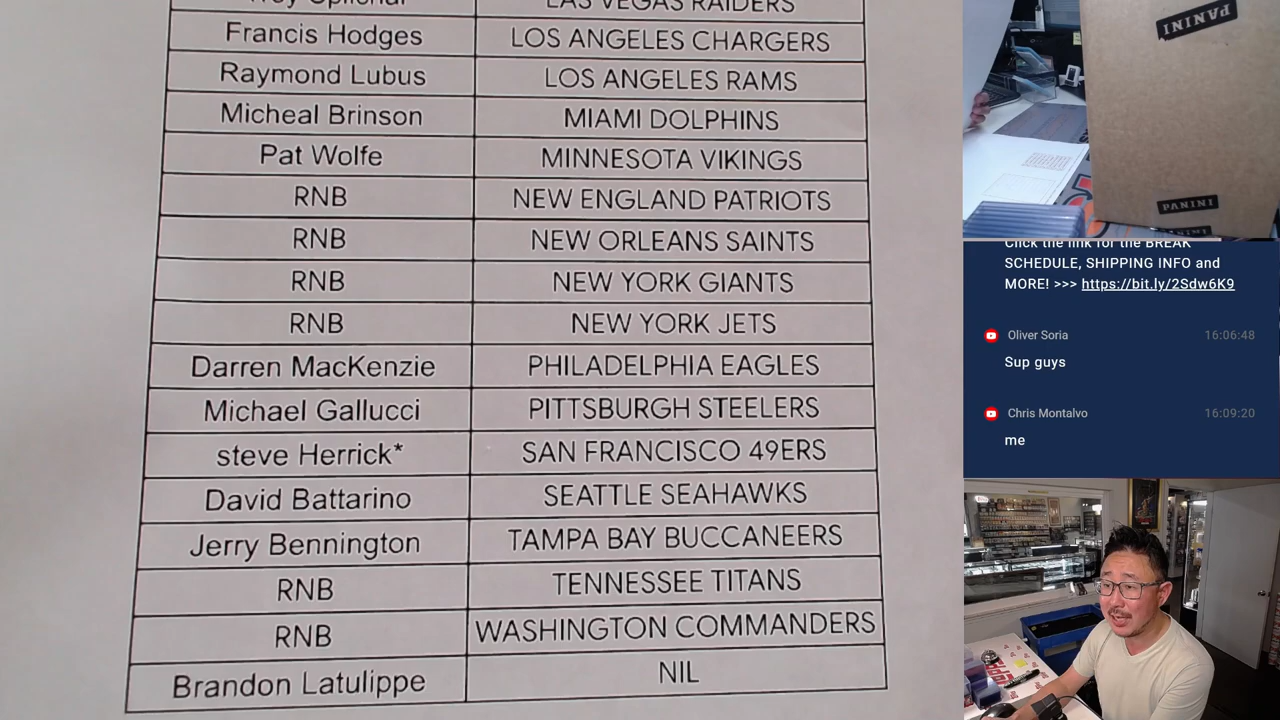 LAS VEGAS RAIDERS
Francis Hodges LOS ANGELES CHARGERS
Raymond Lubus LOS ANGELES RAMS
Micheal Brinson MIAMI DOLPHINS
Pat Wolfe MINNESOTA VIKINGS
RNB NEW ENGLAND PATRIOTS
RNB NEW ORLEANS SAINTS
RNB NEW YORK GIANTS
RNB NEW YORK JETS
Darren MacKenzie PHILADELPHIA EAGLES
Michael Gallucci PITTSBURGH STEELERS
steve Herrick* SAN FRANCISCO 49ERS
David Battarino SEATTLE SEAHAWKS
Jerry Bennington TAMPA BAY BUCCANEERS
RNB TENNESSEE TITANS
RNB WASHINGTON COMMANDERS
Brandon Latulippe NIL
PANINI
PANINI
PANINI
Click the link for the BREAK
SCHEDULE, SHIPPING INFO and
MORE! >>> https://bit.ly/2Sdw6K9
Oliver Soria 16:06:48
Sup guys
Chris Montalvo 16:09:20
me